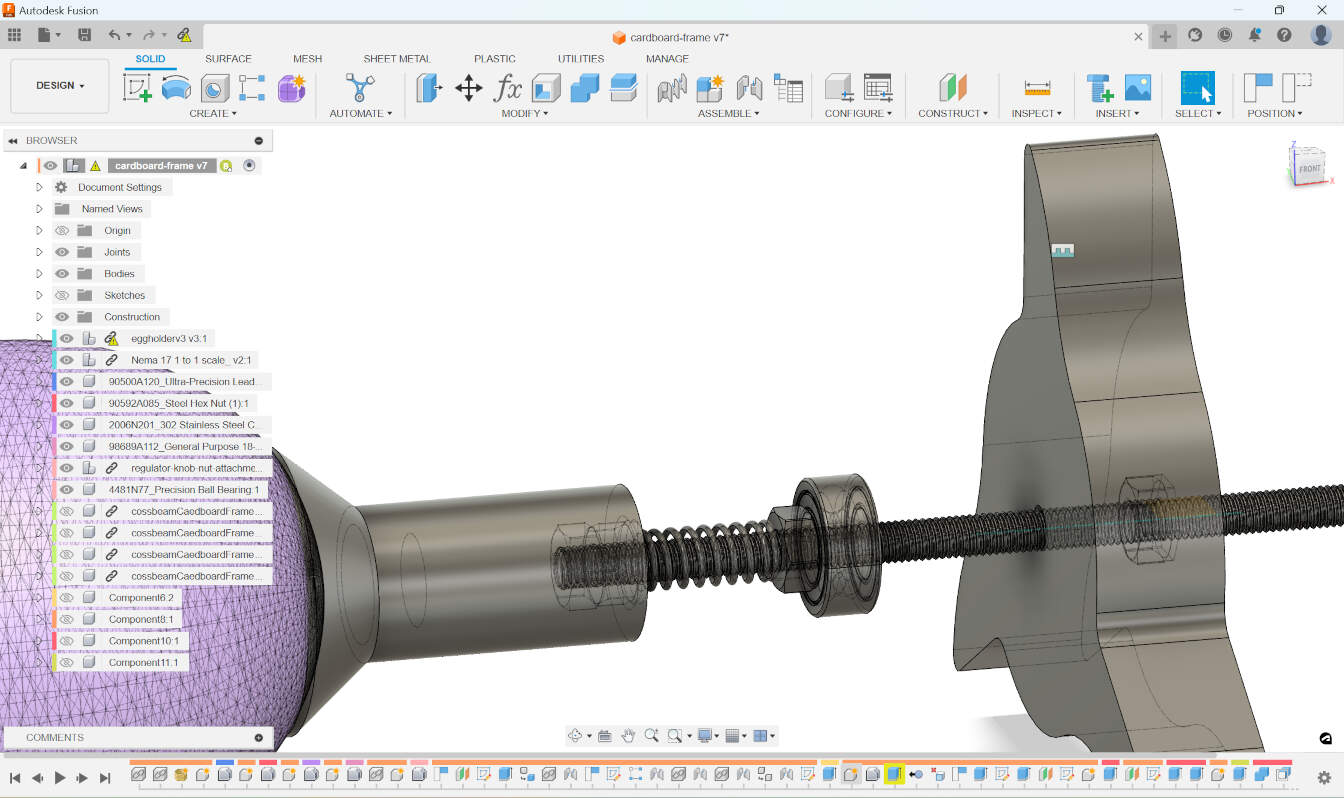 Autodesk Fusion
cardboard-frame v7*
SOLID SURFACE MESH SHEET METAL PLASTIC UTILITIES MANAGE
DESIGN
CREATE AUTOMATE MODIFY ASSEMBLE CONFIGURE CONSTRUCT INSPECT INSERT SELECT POSITION
BROWSER
cardboard-frame v7
Document Settings
Named Views
Origin
Joints
Bodies
Sketches
Construction
eggholderv3 v3:1
Nema 17 1 to 1 scale_ v2:1
90500A120_Ultra-Precision Lead...
90592A085_Steel Hex Nut (1):1
2006N201_302 Stainless Steel C...
98689A112_General Purpose 18-...
regulator-knob-nut-attachme...
4481N77_Precision Ball Bearing:1
cossbeamCaedboardFrame...
cossbeamCaedboardFrame...
cossbeamCaedboardFrame...
cossbeamCaedboardFrame...
Component6:2
Component8:1
Component10:1
Component11:1
Z
FRONT
X
COMMENTS